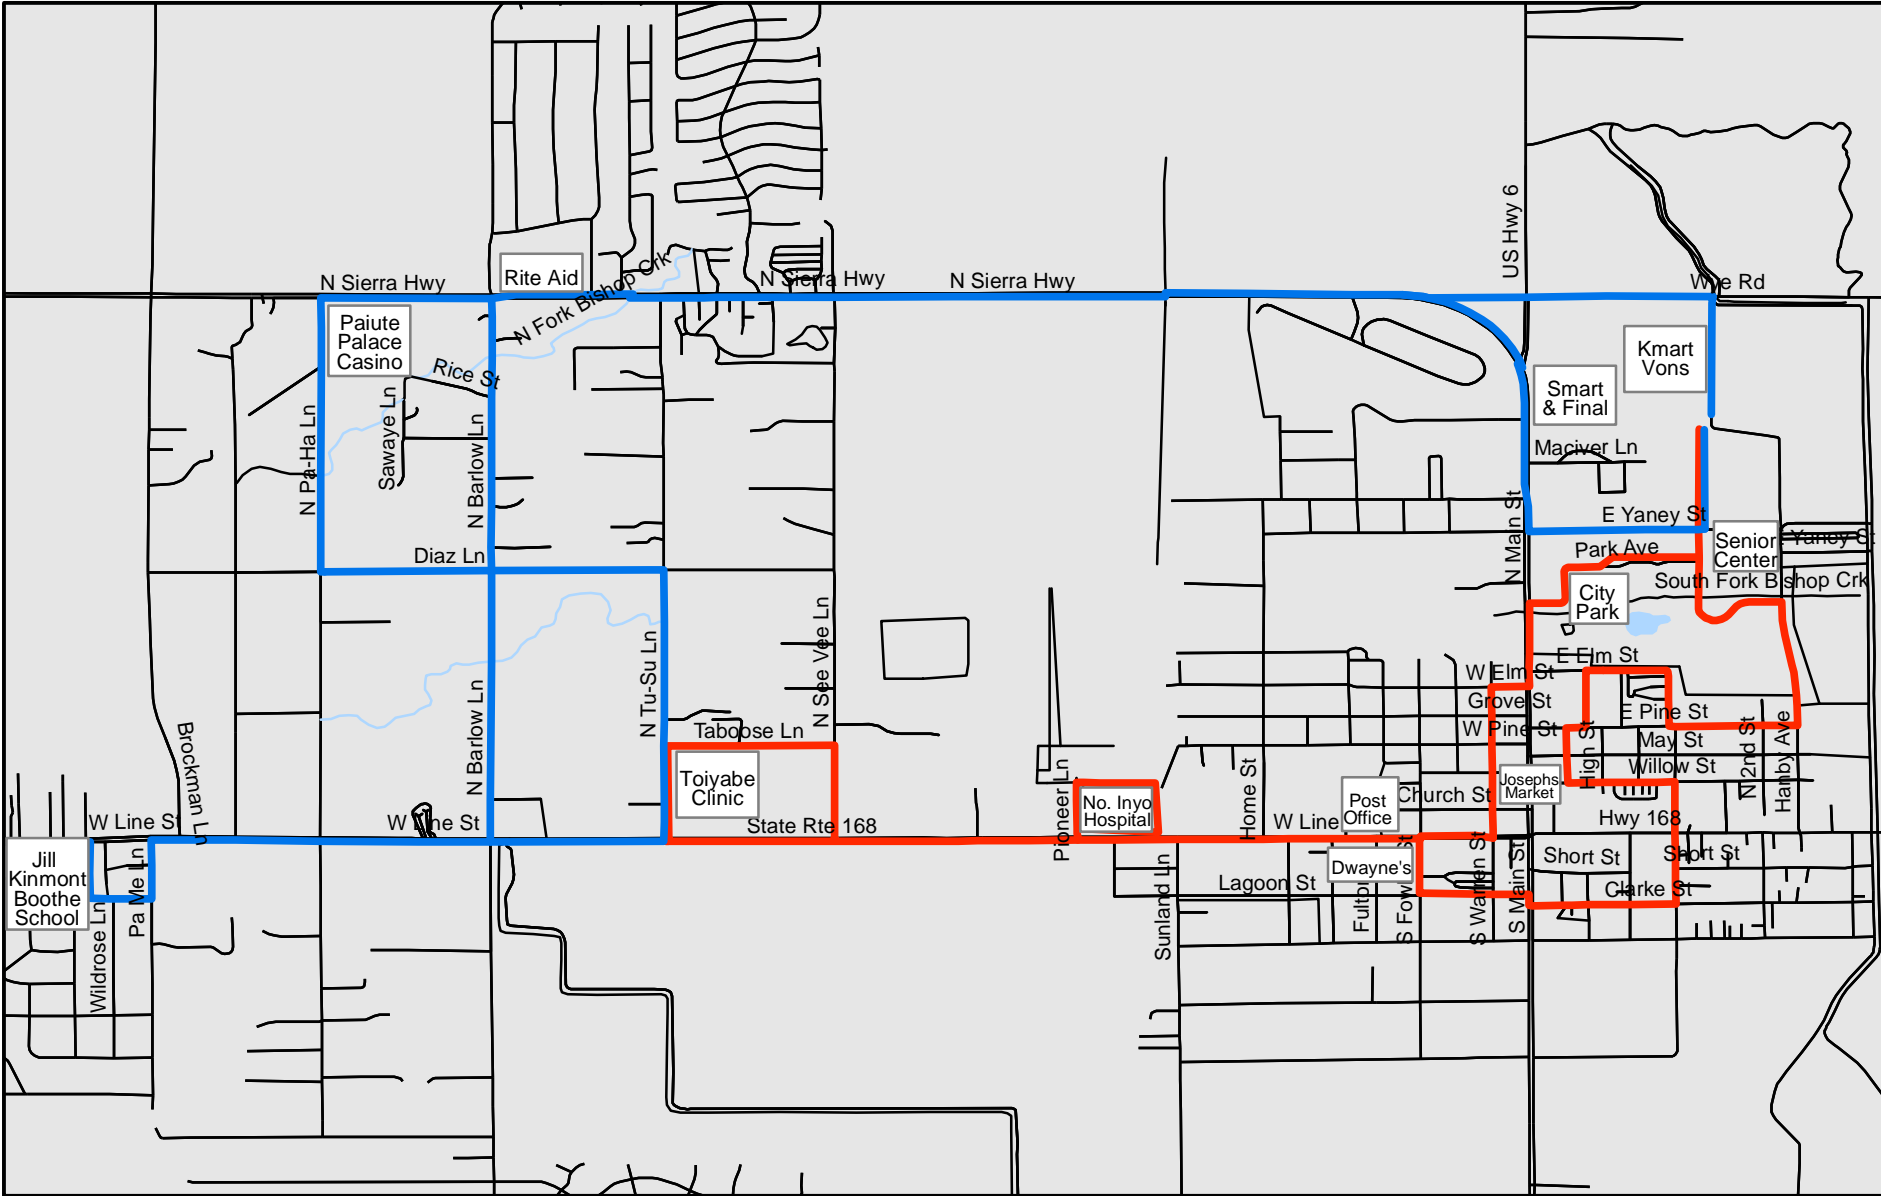 US Hwy 6
N Sierra Hwy
Rite Aid
N Fork Bishop Crk
N Sierra Hwy
N Sierra Hwy
Wye Rd
Paiute
Palace
Casino
Rice St
Kmart
Vons
Smart
& Final
N Pa-Ha Ln
Sawaye Ln
N Barlow Ln
Maciver Ln
N Main St
E Yaney St
Senior
Center
Yaney St
Diaz Ln
Park Ave
South Fork Bishop Crk
City
Park
N Tu-Su Ln
N See Vee Ln
W Elm St
E Elm St
Grove St
W Pine St
E Pine St
High St
May St
Willow St
N 2nd St
Hanby Ave
Brockman Ln
N Barlow Ln
Taboose Ln
Toiyabe
Clinic
Pioneer Ln
No. Inyo
Hospital
Home St
Post
Office
Church St
Josephs
Market
W Line St
W Line St
State Rte 168
W Line
Hwy 168
Jill
Kinmont
Boothe
School
Pa Me Ln
Wildrose Ln
Sunland Ln
Lagoon St
Dwayne's
Fulton
S Fow St
S Warren St
S Main St
Short St
Short St
Clarke St